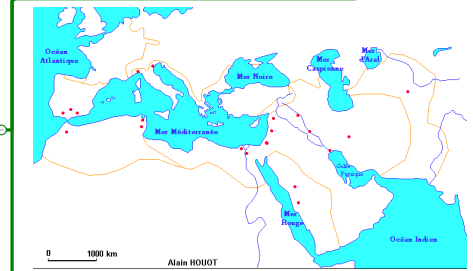 Océan
Atlantique
Mer Noire
Mer
Caspienne
Mer
d'Aral
Mer Méditerranée
Golfe
Persique
Mer
Rouge
Océan Indien
0 1000 km
Alain HOUOT